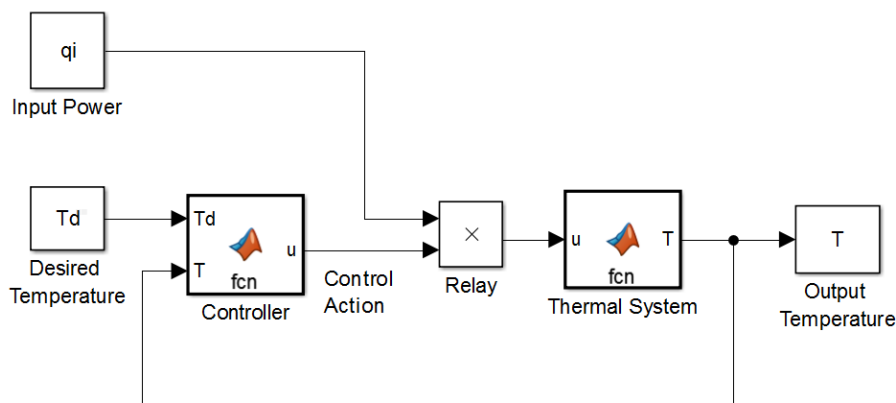 qi
Input Power
Td
Desired
Temperature
Td
T
u
fcn
Controller
Control
Action
×
Relay
u
T
fcn
Thermal System
T
Output
Temperature